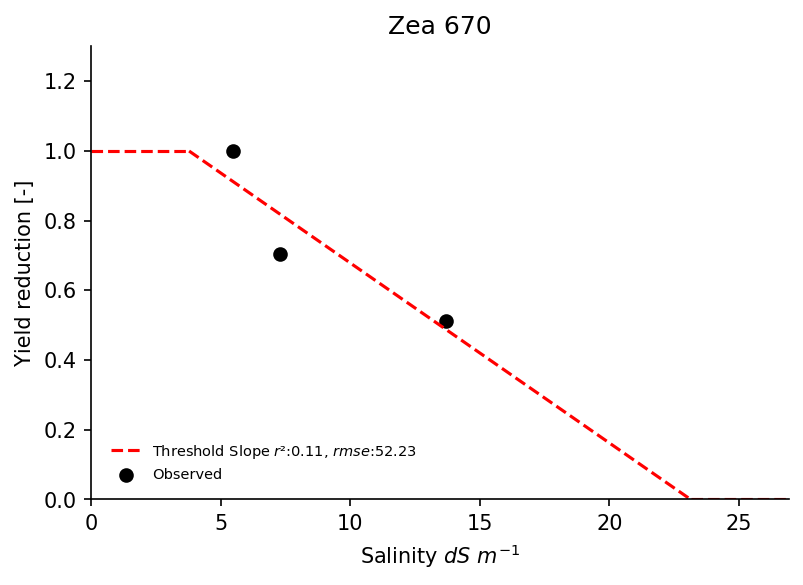 Zea 670
1.2
1.0
0.8
0.6
0.4
0.2
0.0
Yield reduction [-]
Threshold Slope r²:0.11, rmse:52.23
Observed
0 5 10 15 20 25
Salinity dS m⁻¹